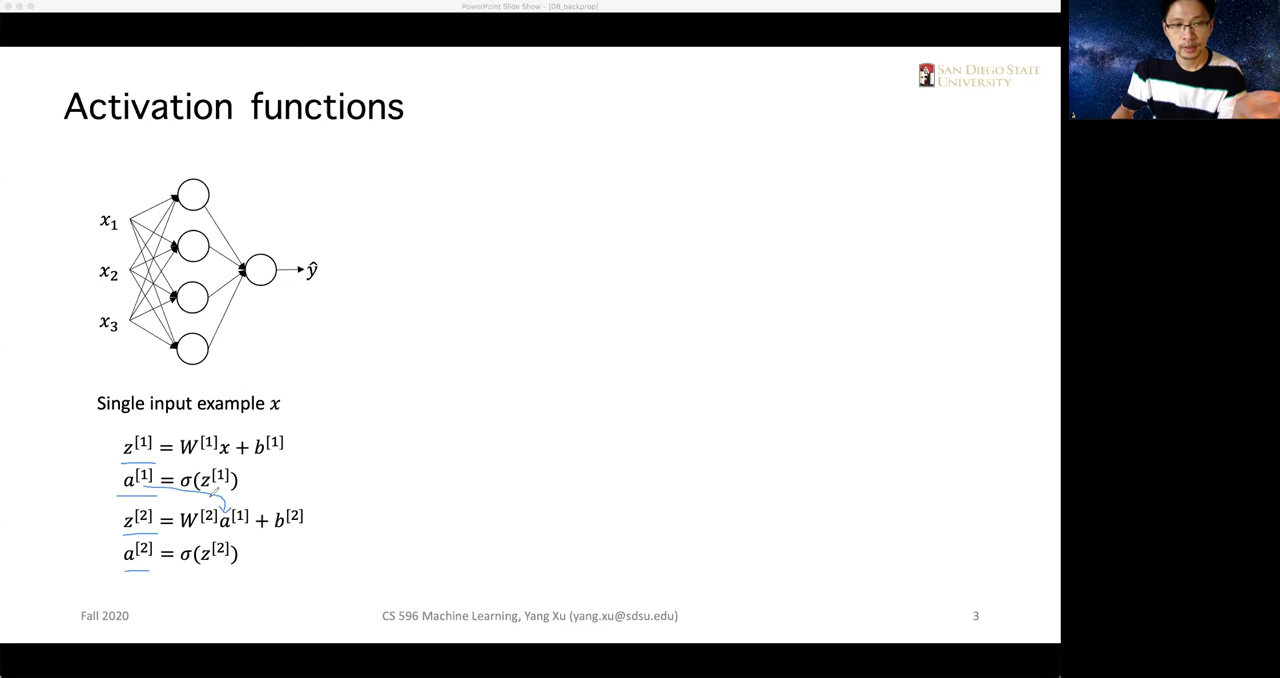 PowerPoint Slide Show - [08_backprop]
SAN DIEGO STATE
UNIVERSITY
Activation functions
x₁
x₂
x₃
ŷ
Single input example x
z^[1] = W^[1]x + b^[1]
a^[1] = σ(z^[1])
z^[2] = W^[2]a^[1] + b^[2]
a^[2] = σ(z^[2])
Fall 2020
CS 596 Machine Learning, Yang Xu (yang.xu@sdsu.edu)
3